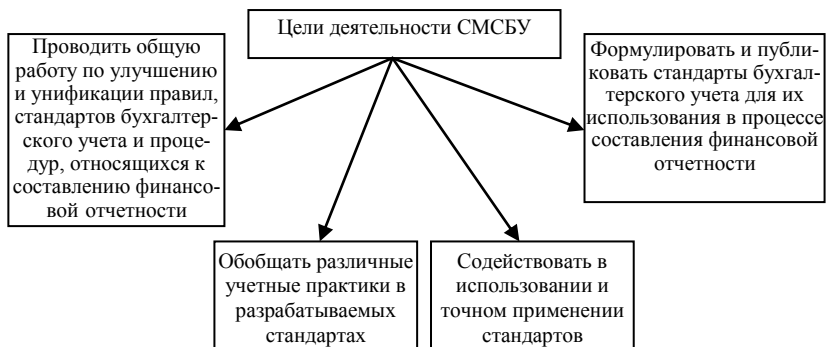 Цели деятельности СМСБУ
Проводить общую
работу по улучшению
и унификации правил,
стандартов бухгалтер-
ского учета и проце-
дур, относящихся к
составлению финансо-
вой отчетности
Формулировать и публи-
ковать стандарты бухгал-
терского учета для их
использования в процессе
составления финансовой
отчетности
Обобщать различные
учетные практики в
разрабатываемых
стандартах
Содействовать в
использовании и
точном применении
стандартов